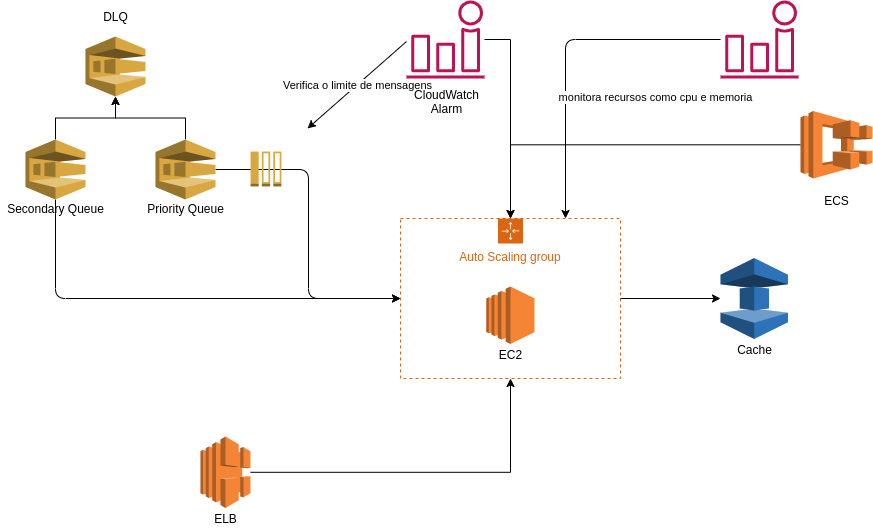 DLQ
Verifica o limite de mensagens
CloudWatch
Alarm
monitora recursos como cpu e memoria
ECS
Secondary Queue
Priority Queue
Auto Scaling group
EC2
Cache
ELB